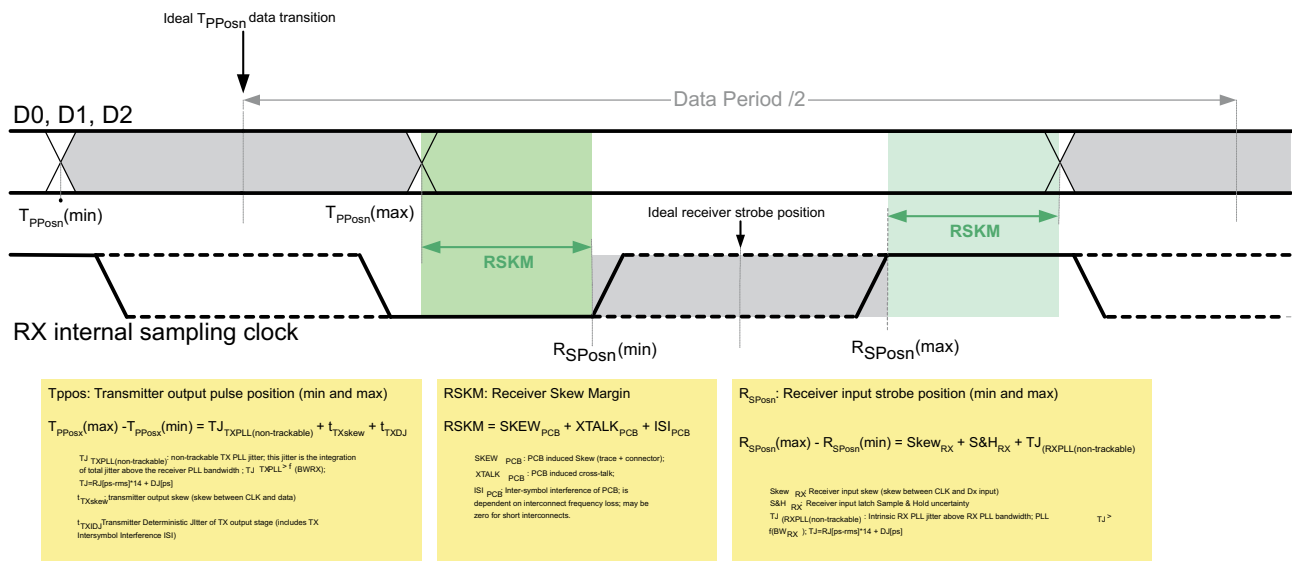 Ideal TPPosn data transition
Data Period /2
D0, D1, D2
TPPosn(min)
TPPosn(max)
Ideal receiver strobe position
RSKM
RSKM
RX internal sampling clock
RSPosn(min)
RSPosn(max)
Tppos: Transmitter output pulse position (min and max)
TPPosx(max) -TPPosx(min) = TJTXPLL(non-trackable) + tTXskew + tTXDJ
TJ TXPLL(non-trackable): non-trackable TX PLL jitter; this jitter is the integration
of total jitter above the receiver PLL bandwidth ; TJ TXPLL > f (BWRX);
TJ=RJ[ps-rms]*14 + DJ[ps]
tTXskew: transmitter output skew (skew between CLK and data)
tTXIDJ Transmitter Deterministic JItter of TX output stage (includes TX
Intersymbol Interference ISI)
RSKM: Receiver Skew Margin
RSKM = SKEWPCB + XTALKPCB + ISIPCB
SKEW PCB: PCB induced Skew (trace + connector);
XTALK PCB : PCB induced cross-talk;
ISI PCB: Inter-symbol interference of PCB; is
dependent on interconnect frequency loss; may be
zero for short interconnects.
RSPosn: Receiver input strobe position (min and max)
RSPosn(max) - RSPosn(min) = SkewRX + S&HRX + TJ(RXPLL(non-trackable)
Skew RX: Receiver input skew (skew between CLK and Dx input)
S&H RX: Receiver input latch Sample & Hold uncertainty
TJ (RXPLL(non-trackable) : Intrinsic RX PLL jitter above RX PLL bandwidth; PLL TJ >
f(BWRX ); TJ=RJ[ps-rms]*14 + DJ[ps]